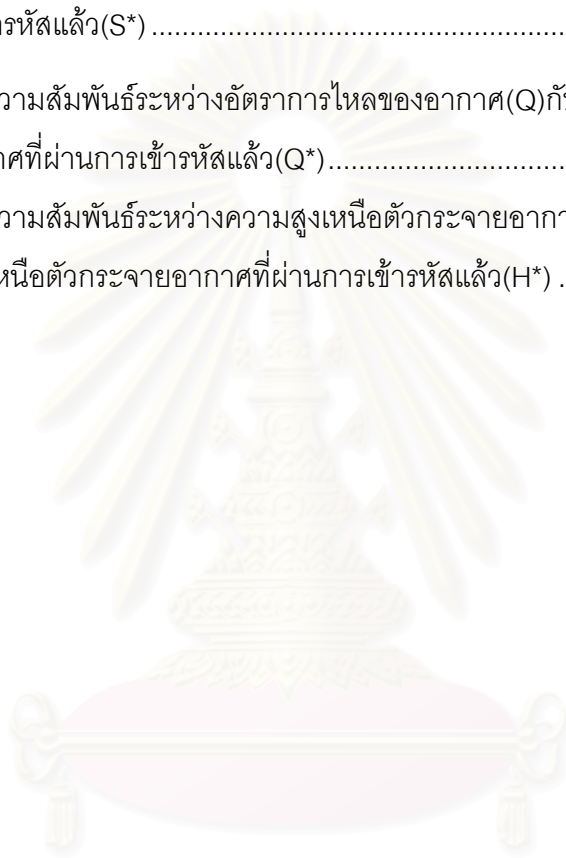 รหัสแล้ว(S*) ........................................................
ความสัมพันธ์ระหว่างอัตราการไหลของอากาศ(Q)กับ
าศที่ผ่านการเข้ารหัสแล้ว(Q*)................................
ความสัมพันธ์ระหว่างความสูงเหนือตัวกระจายอากา
หนือตัวกระจายอากาศที่ผ่านการเข้ารหัสแล้ว(H*) ..